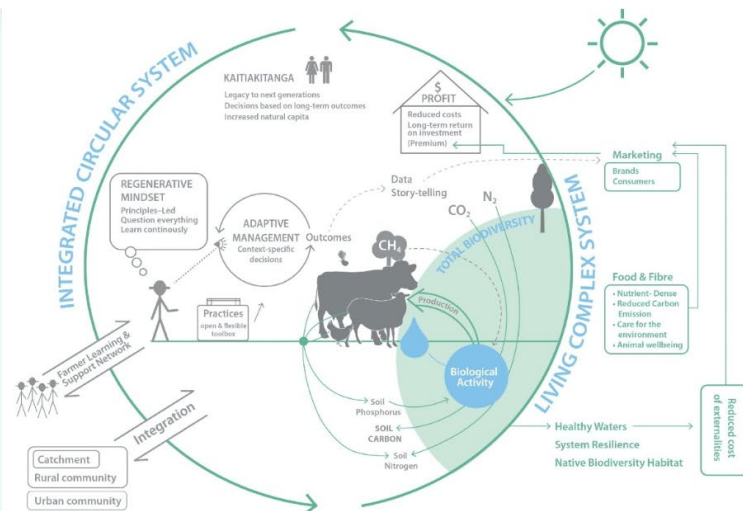 INTEGRATED CIRCULAR SYSTEM
KAITIAKITANGA
Legacy to next generations
Decisions based on long-term outcomes
Increased natural capita
$
PROFIT
Reduced costs
Long-term return
on investment
(Premium)
REGENERATIVE
MINDSET
Principles-Led
Question everything
Learn continously
ADAPTIVE
MANAGEMENT
Context-specific
decisions
Outcomes
Data
Story-telling
Marketing
Brands
Consumers
CO2
N2
CH4
TOTAL BIODIVERSITY
LIVING COMPLEX SYSTEM
Practices
open & flexible
toolbox
Production
Biological
Activity
Food & Fibre
• Nutrient- Dense
• Reduced Carbon
Emission
• Care for the
environment
• Animal wellbeing
Farmer Learning &
Support Network
Integration
Catchment
Rural community
Urban community
Soil
Phosphorus
SOIL
CARBON
Soil
Nitrogen
Healthy Waters
System Resilience
Native Biodiversity Habitat
Reduced cost
of externalities